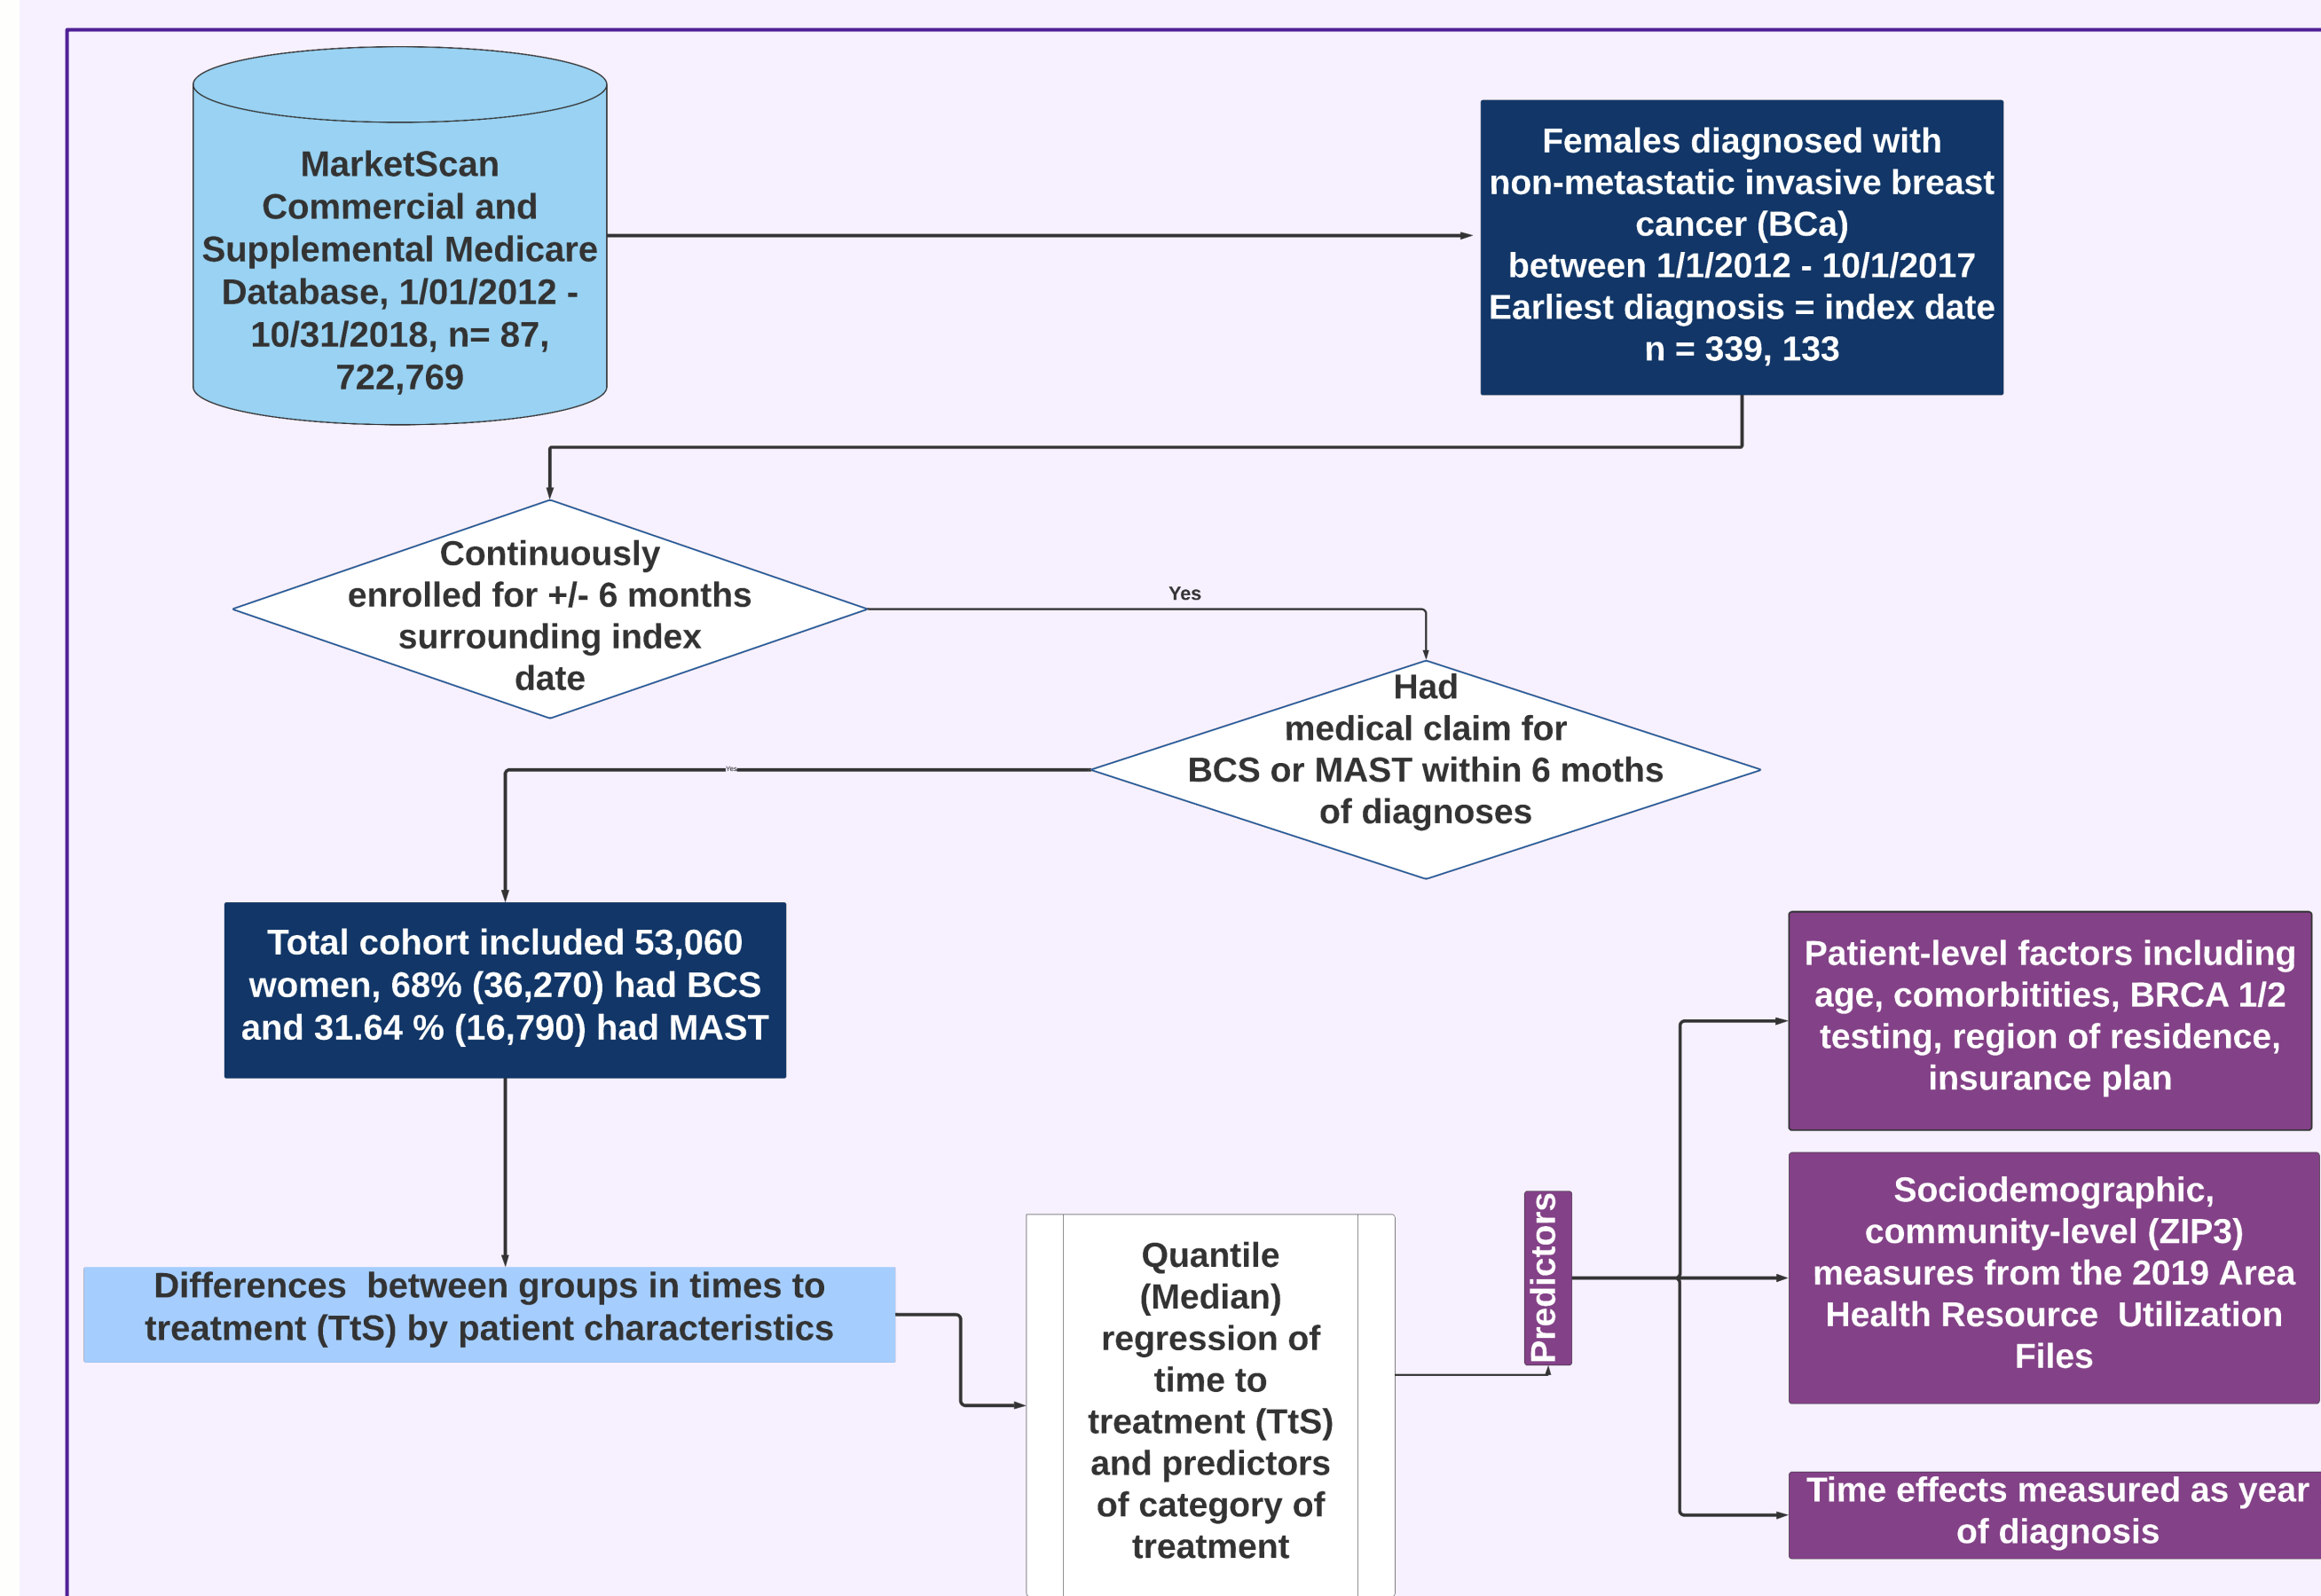 MarketScan
Commercial and
Supplemental Medicare
Database, 1/01/2012 -
10/31/2018, n= 87,
722,769
Females diagnosed with
non-metastatic invasive breast
cancer (BCa)
between 1/1/2012 - 10/1/2017
Earliest diagnosis = index date
n = 339, 133
Continuously
enrolled for +/- 6 months
surrounding index
date
Yes
Had
medical claim for
BCS or MAST within 6 moths
of diagnoses
Yes
Total cohort included 53,060
women, 68% (36,270) had BCS
and 31.64 % (16,790) had MAST
Differences  between groups in times to
treatment (TtS) by patient characteristics
Quantile
(Median)
regression of
time to
treatment (TtS)
and predictors
of category of
treatment
Predictors
Patient-level factors including
age, comorbitities, BRCA 1/2
testing, region of residence,
insurance plan
Sociodemographic,
community-level (ZIP3)
measures from the 2019 Area
Health Resource  Utilization
Files
Time effects measured as year
of diagnosis